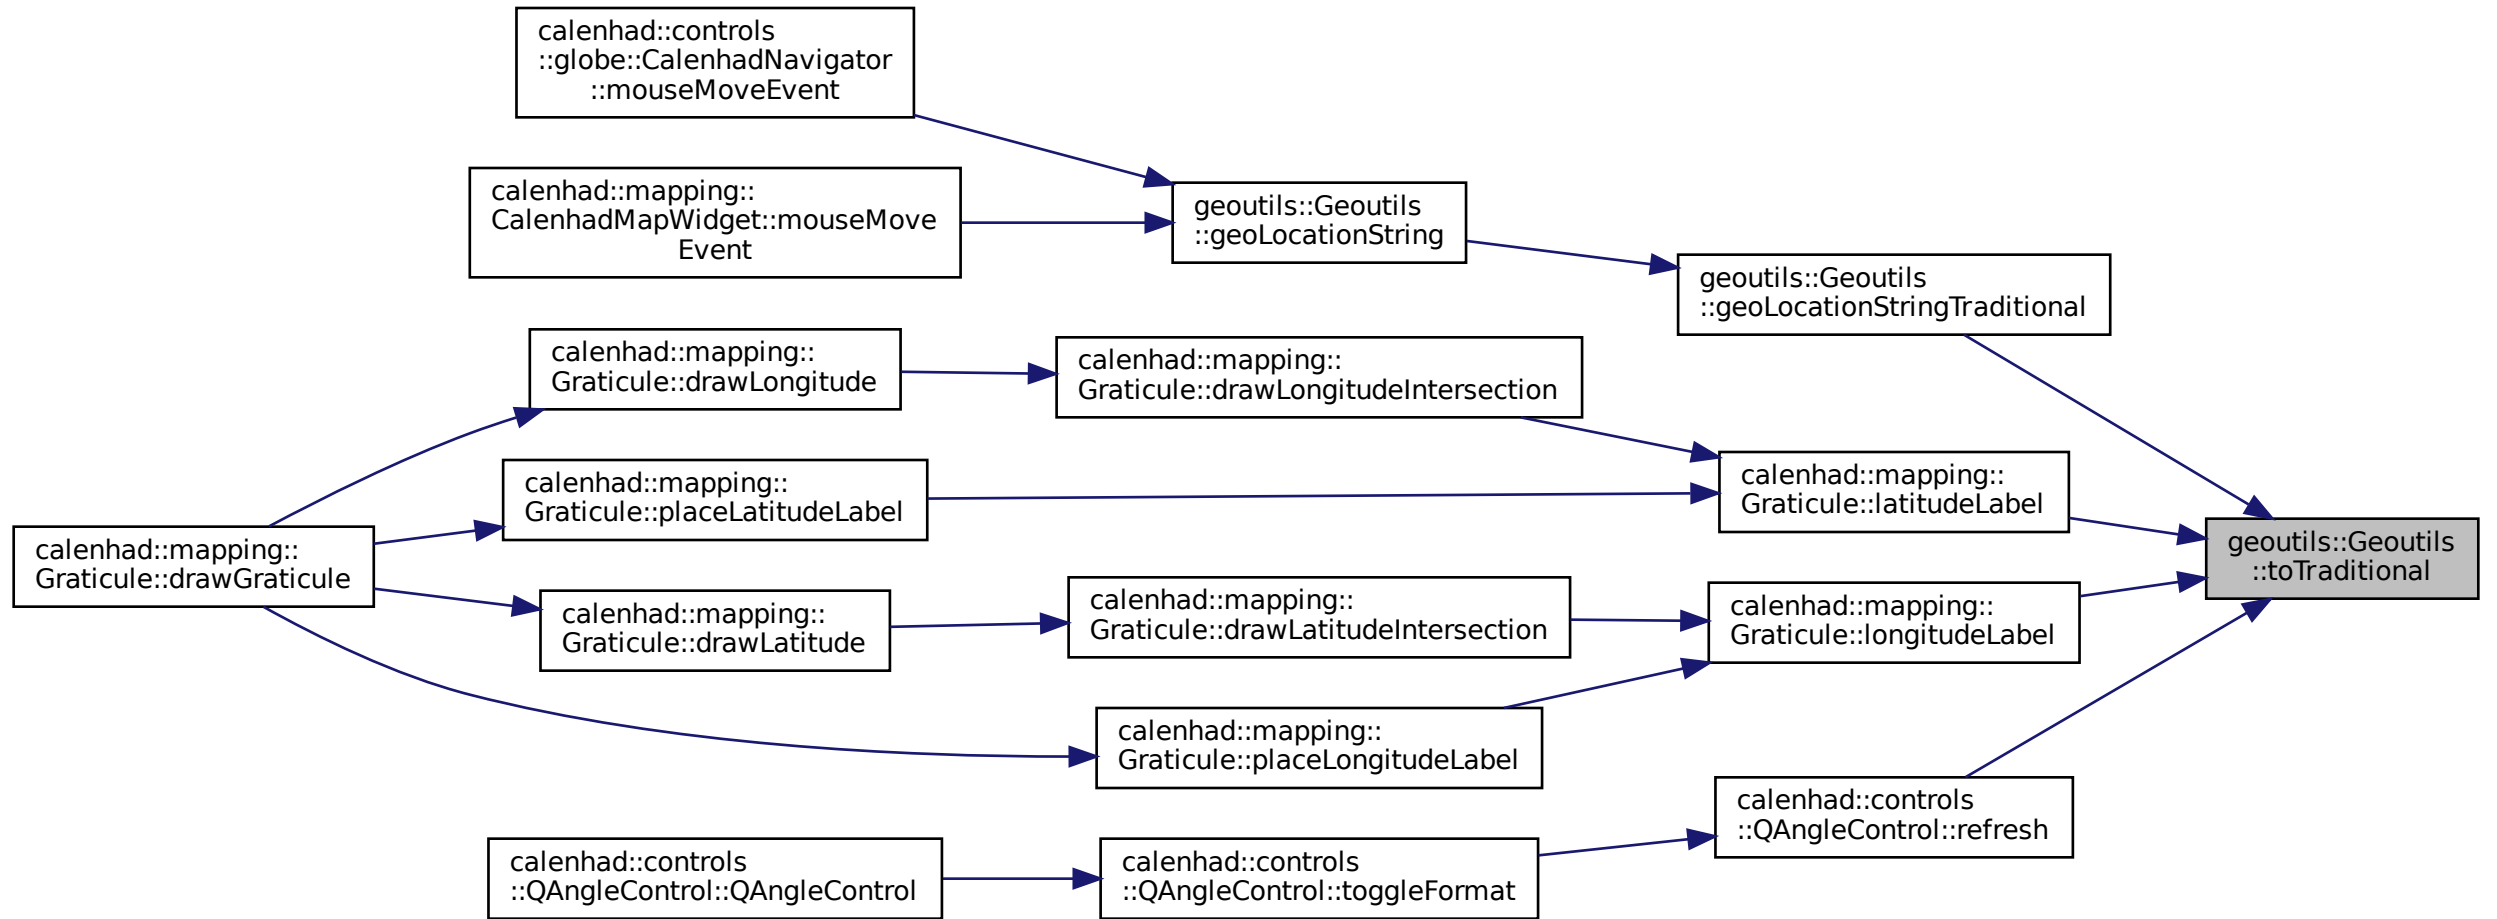 calenhad::controls
::globe::CalenhadNavigator
::mouseMoveEvent
calenhad::mapping::
CalenhadMapWidget::mouseMove
Event
geoutils::Geoutils
::geoLocationString
geoutils::Geoutils
::geoLocationStringTraditional
calenhad::mapping::
Graticule::drawLongitude
calenhad::mapping::
Graticule::drawLongitudeIntersection
calenhad::mapping::
Graticule::placeLatitudeLabel
calenhad::mapping::
Graticule::latitudeLabel
calenhad::mapping::
Graticule::drawGraticule
geoutils::Geoutils
::toTraditional
calenhad::mapping::
Graticule::drawLatitude
calenhad::mapping::
Graticule::drawLatitudeIntersection
calenhad::mapping::
Graticule::longitudeLabel
calenhad::mapping::
Graticule::placeLongitudeLabel
calenhad::controls
::QAngleControl::refresh
calenhad::controls
::QAngleControl::QAngleControl
calenhad::controls
::QAngleControl::toggleFormat